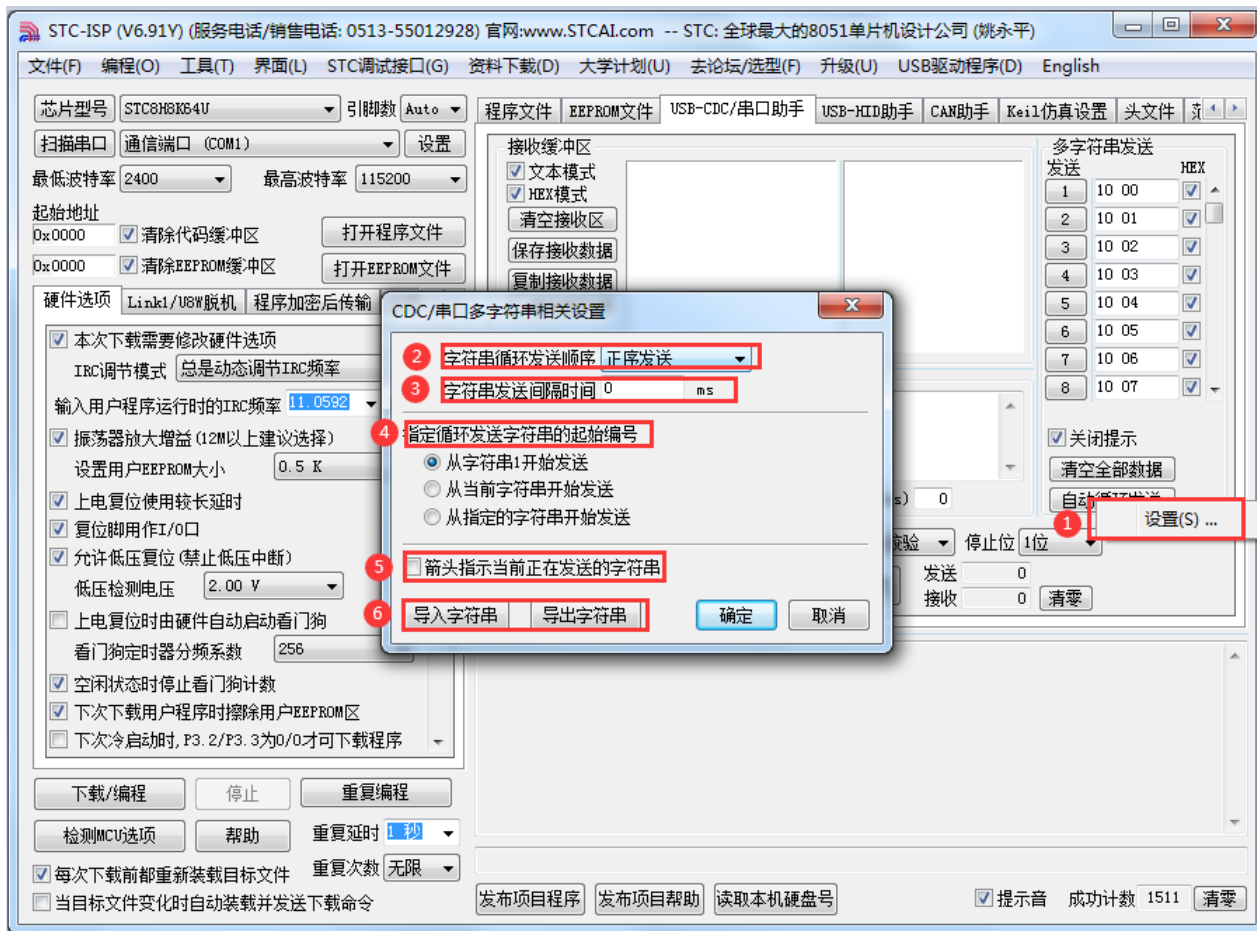 STC-ISP (V6.91Y) (服务电话/销售电话: 0513-55012928) 官网:www.STCAI.com -- STC: 全球最大的8051单片机设计公司 (姚永平)
文件(F) 编程(O) 工具(T) 界面(L) STC调试接口(G) 资料下载(D) 大学计划(U) 去论坛/选型(F) 升级(U) USB驱动程序(D) English
芯片型号 STC8H8K64U 引脚数 Auto
扫描串口 通信端口 (COM1) 设置
最低波特率 2400 最高波特率 115200
起始地址
0x0000 清除代码缓冲区 打开程序文件
0x0000 清除EEPROM缓冲区 打开EEPROM文件
硬件选项 Link1/U8W脱机 程序加密后传输
本次下载需要修改硬件选项
IRC调节模式 总是动态调节IRC频率
输入用户程序运行时的IRC频率 11.0592
振荡器放大增益(12M以上建议选择)
设置用户EEPROM大小 0.5 K
上电复位使用较长延时
复位脚用作I/O口
允许低压复位(禁止低压中断)
低压检测电压 2.00 V
上电复位时由硬件自动启动看门狗
看门狗定时器分频系数 256
空闲状态时停止看门狗计数
下次下载用户程序时擦除用户EEPROM区
下次冷启动时,P3.2/P3.3为0/0才可下载程序
下载/编程 停止 重复编程
检测MCU选项 帮助 重复延时 1 秒
每次下载前都重新装载目标文件 重复次数 无限
当目标文件变化时自动装载并发送下载命令
程序文件 EEPROM文件 USB-CDC/串口助手 USB-HID助手 CAN助手 Keil仿真设置 头文件
接收缓冲区
文本模式
HEX模式
清空接收区
保存接收数据
复制接收数据
多字符串发送
发送 HEX
1 10 00
2 10 01
3 10 02
4 10 03
5 10 04
6 10 05
7 10 06
8 10 07
关闭提示
清空全部数据
s) 0 自动循环发送
1 设置(S) ...
校验 停止位 1位
发送 0
接收 0 清零
CDC/串口多字符串相关设置
2 字符串循环发送顺序 正序发送
3 字符串发送间隔时间 0 ms
4 指定循环发送字符串的起始编号
从字符串1开始发送
从当前字符串开始发送
从指定的字符串开始发送
5 箭头指示当前正在发送的字符串
6 导入字符串 导出字符串 确定 取消
发布项目程序 发布项目帮助 读取本机硬盘号 提示音 成功计数 1511 清零